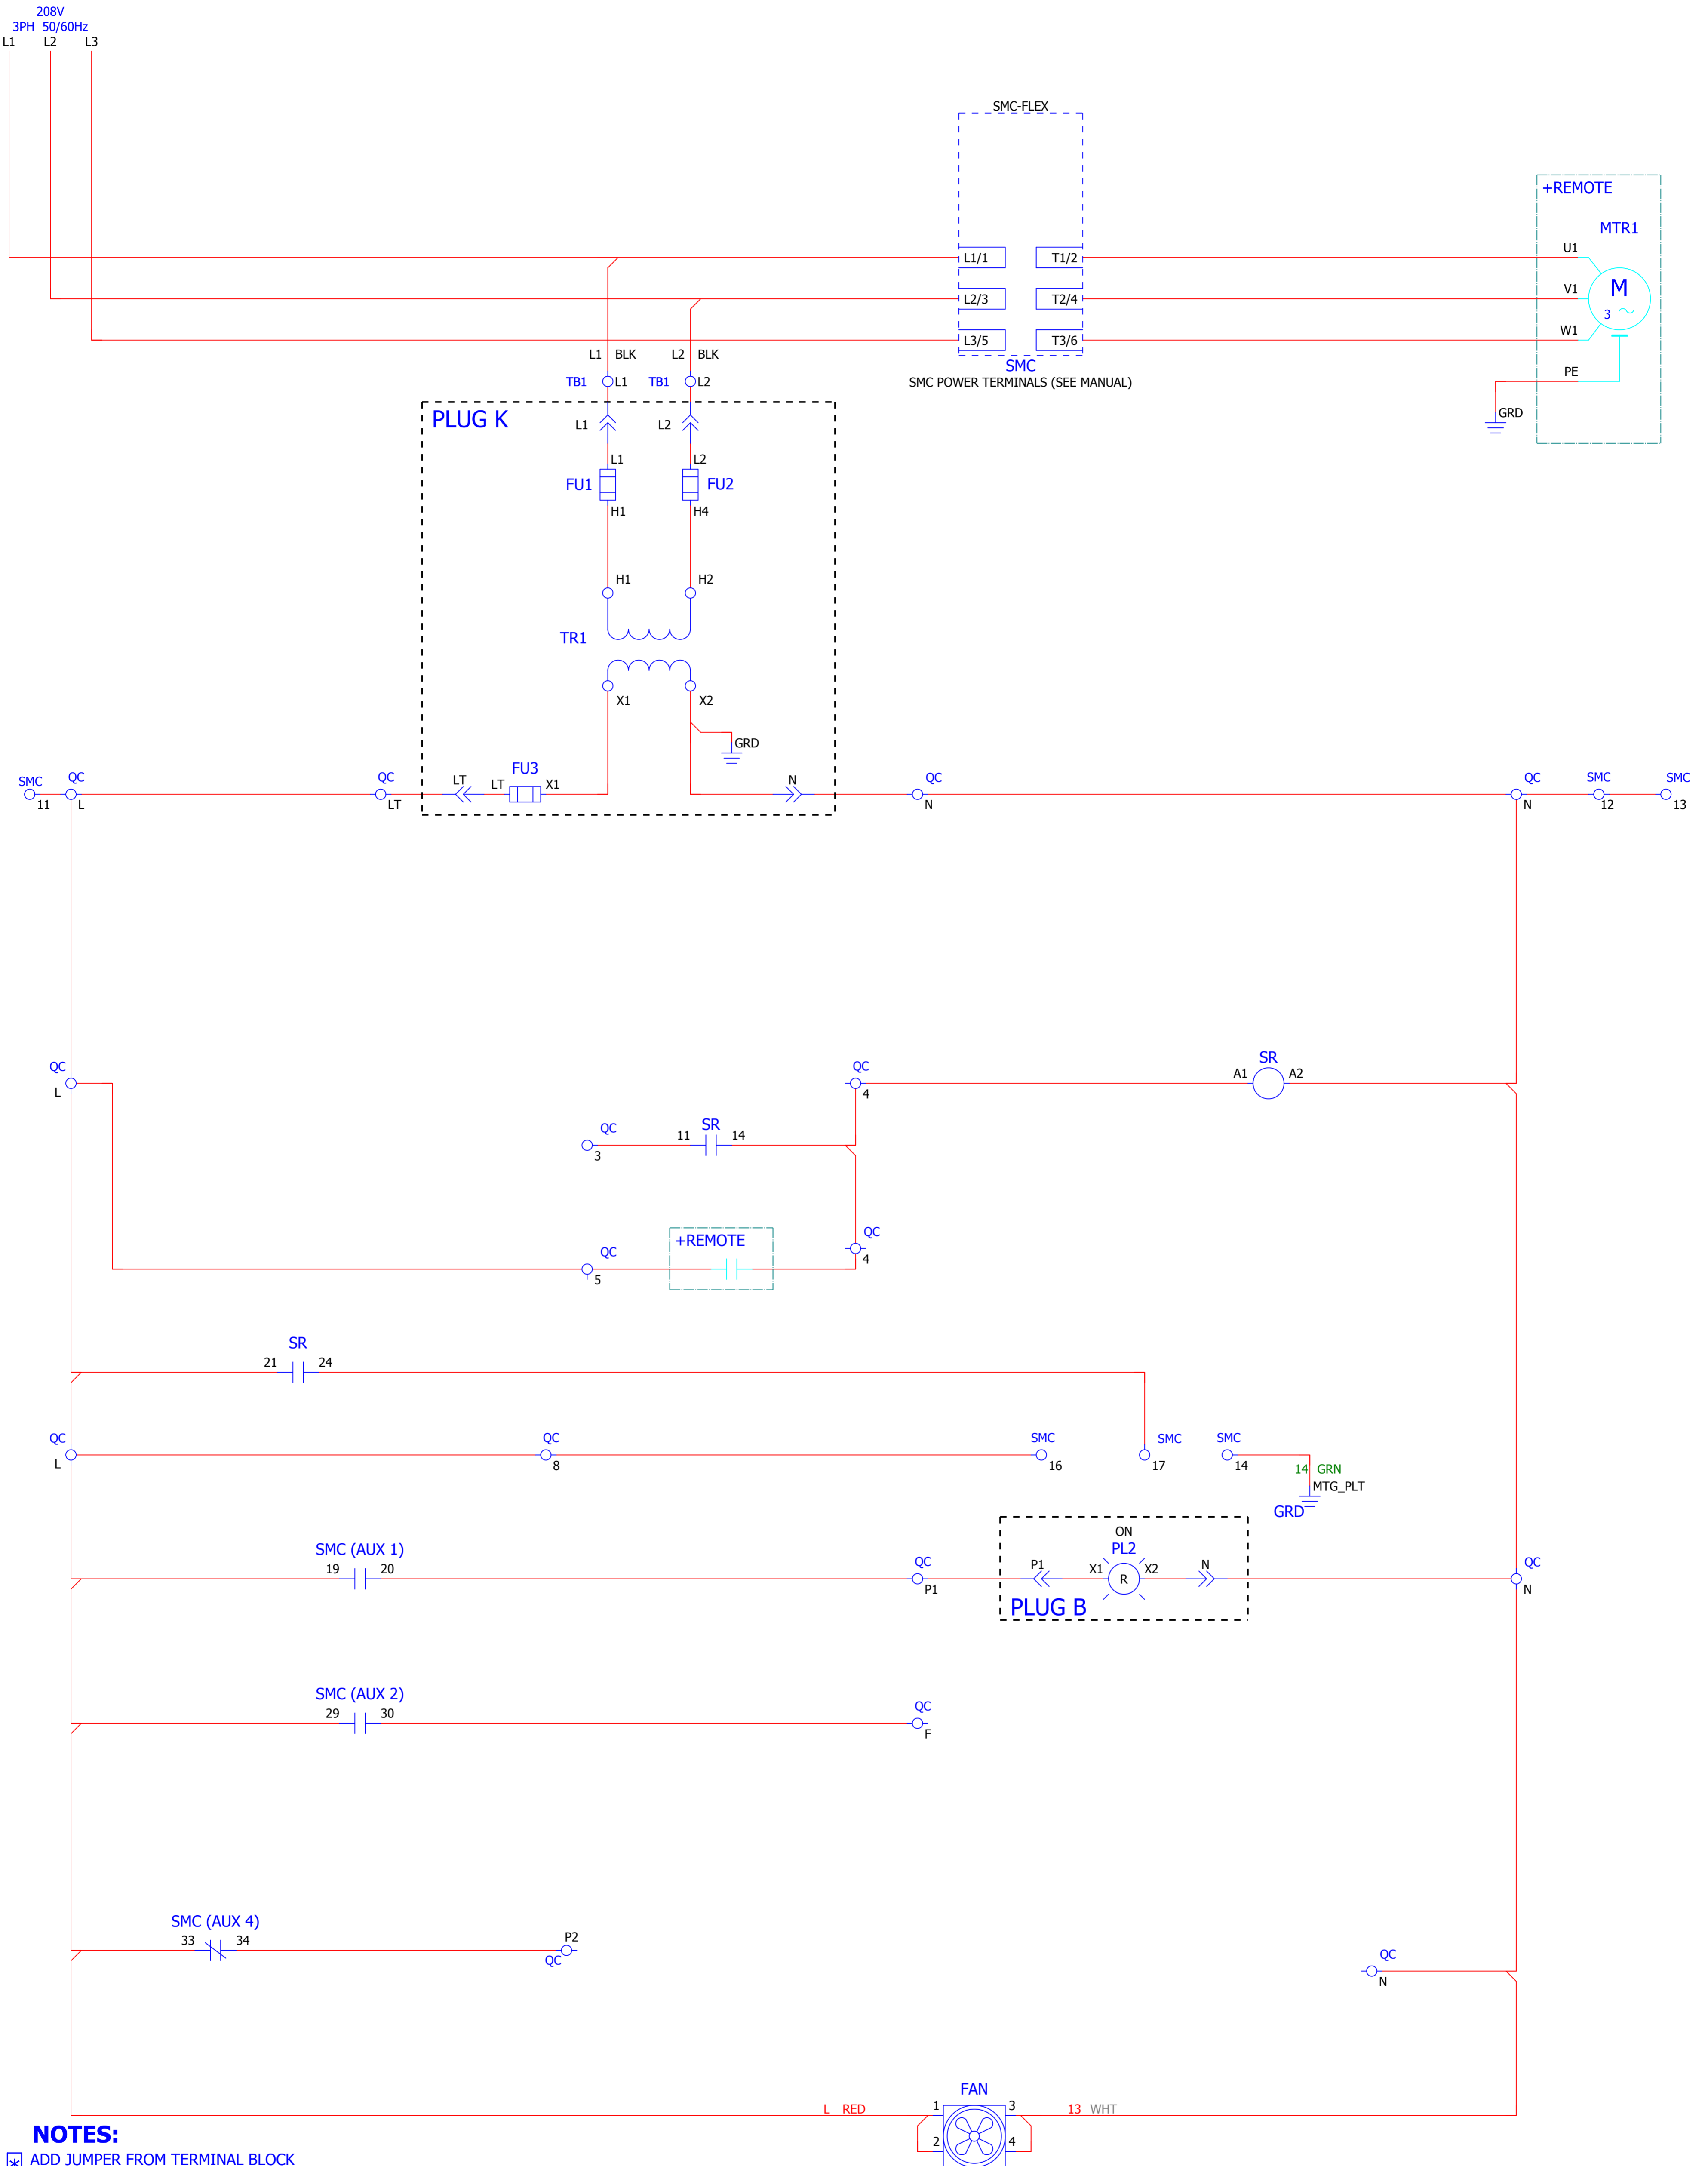 208V
3PH 50/60Hz
L1 L2 L3
SMC-FLEX
+REMOTE
MTR1
L1/1 T1/2 U1
M
3
L2/3 T2/4 V1
L3/5 T3/6 W1
L1 BLK L2 BLK
SMC
SMC POWER TERMINALS (SEE MANUAL)
PE
TB1 L1 TB1 L2
GRD
PLUG K
L1 L2
L1 L2
FU1 FU2
H1 H4
H1 H2
TR1
X1 X2
GRD
FU3
SMC QC QC LT LT X1 N QC QC SMC SMC
11 L LT N N 12 13
QC QC SR
L 4 A1 A2
QC 11 SR 14
3
+REMOTE QC
QC 4
5
SR
21 24
QC QC SMC SMC SMC
L 8 16 17 14
14 GRN
MTG_PLT
GRD
ON
SMC (AUX 1) PL2
19 20 QC P1 X1 R X2 N QC
P1 N
PLUG B
SMC (AUX 2)
29 30 QC
F
SMC (AUX 4)
33 34 P2
QC
QC
N
FAN
L RED 1 3 13 WHT
2 4
NOTES:
* ADD JUMPER FROM TERMINAL BLOCK